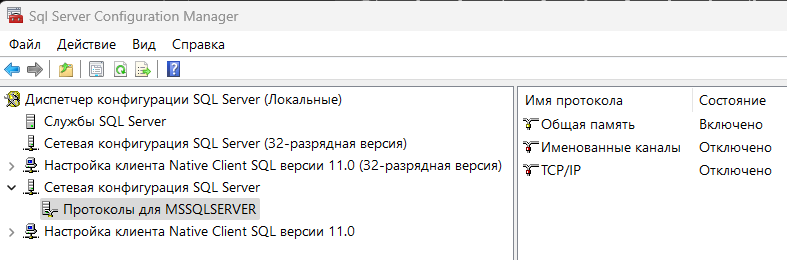 Sql Server Configuration Manager
Файл Действие Вид Справка
Диспетчер конфигурации SQL Server (Локальные)
Службы SQL Server
Сетевая конфигурация SQL Server (32-разрядная версия)
Настройка клиента Native Client SQL версии 11.0 (32-разрядная версия)
Сетевая конфигурация SQL Server
Протоколы для MSSQLSERVER
Настройка клиента Native Client SQL версии 11.0
Имя протокола Состояние
Общая память Включено
Именованные каналы Отключено
TCP/IP Отключено